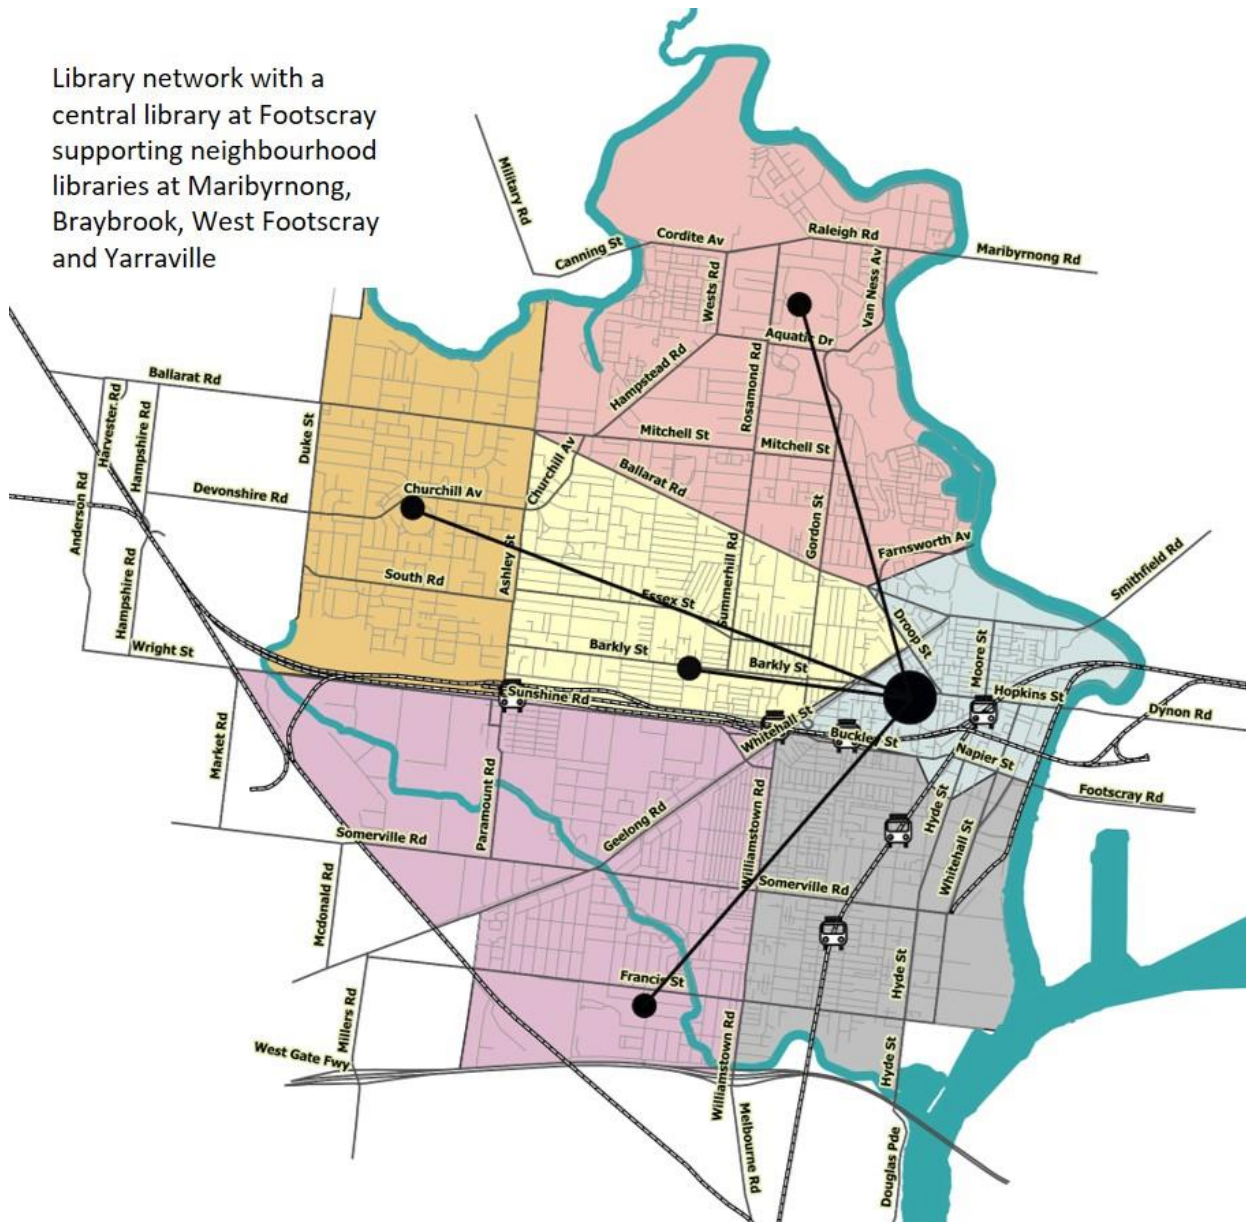 Library network with a
central library at Footscray
supporting neighbourhood
libraries at Maribyrnong,
Braybrook, West Footscray
and Yarraville
Military Rd
Canning St
Cordite Av
Raleigh Rd
Maribyrnong Rd
Wests Rd
Van Ness Av
Aquatic Dr
Hampstead Rd
Rosamond Rd
Ballarat Rd
Harvester Rd
Hampshire Rd
Duke St
Mitchell St
Mitchell St
Churchill Av
Ballarat Rd
Anderson Rd
Devonshire Rd
Churchill Av
Gordon St
Farnsworth Av
Smithfield Rd
Ashley St
Summerhill Rd
Hampshire Rd
South Rd
Essex St
Droop St
Moore St
Wright St
Barkly St
Barkly St
Sunshine Rd
Hopkins St
Dynon Rd
Whitehall St
Buckley St
Napier St
Market Rd
Paramount Rd
Footscray Rd
Geelong Rd
Williamstown Rd
Hyde St
Whitehall St
Somerville Rd
Somerville Rd
Mcdonald Rd
Francis St
Hyde St
Millers Rd
West Gate Fwy
Williamstown Rd
Hyde St
Melbourne Rd
Douglas Pde